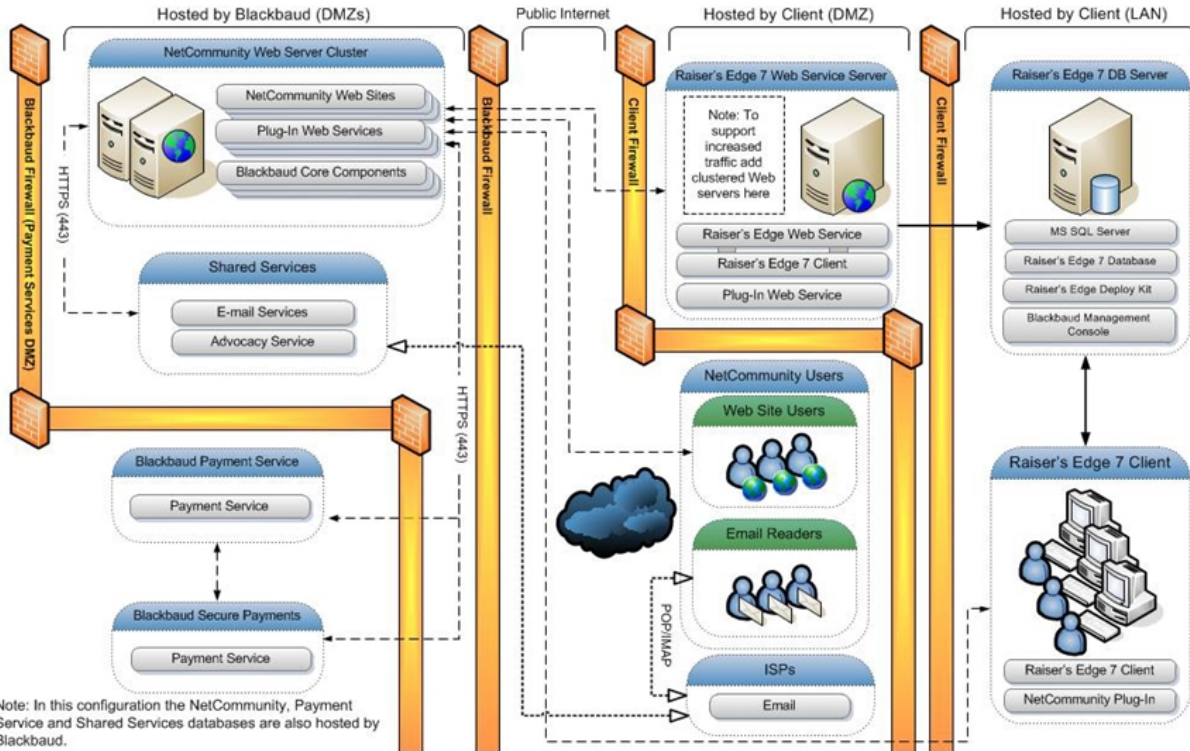 Hosted by Blackbaud (DMZs)
Public Internet
Hosted by Client (DMZ)
Hosted by Client (LAN)
Blackbaud Firewall (Payment Services DMZ)
NetCommunity Web Server Cluster
NetCommunity Web Sites
Plug-In Web Services
Blackbaud Core Components
HTTPS (443)
Shared Services
E-mail Services
Advocacy Service
HTTPS (443)
Blackbaud Payment Service
Payment Service
Blackbaud Secure Payments
Payment Service
Note: In this configuration the NetCommunity, Payment
Service and Shared Services databases are also hosted by
Blackbaud.
Blackbaud Firewall
Client Firewall
Raiser's Edge 7 Web Service Server
Note: To
support
increased
traffic add
clustered Web
servers here
Raiser's Edge Web Service
Raiser's Edge 7 Client
Plug-In Web Service
NetCommunity Users
Web Site Users
Email Readers
POP/IMAP
ISPs
Email
Client Firewall
Raiser's Edge 7 DB Server
MS SQL Server
Raiser's Edge 7 Database
Raiser's Edge Deploy Kit
Blackbaud Management
Console
Raiser's Edge 7 Client
Raiser's Edge 7 Client
NetCommunity Plug-In